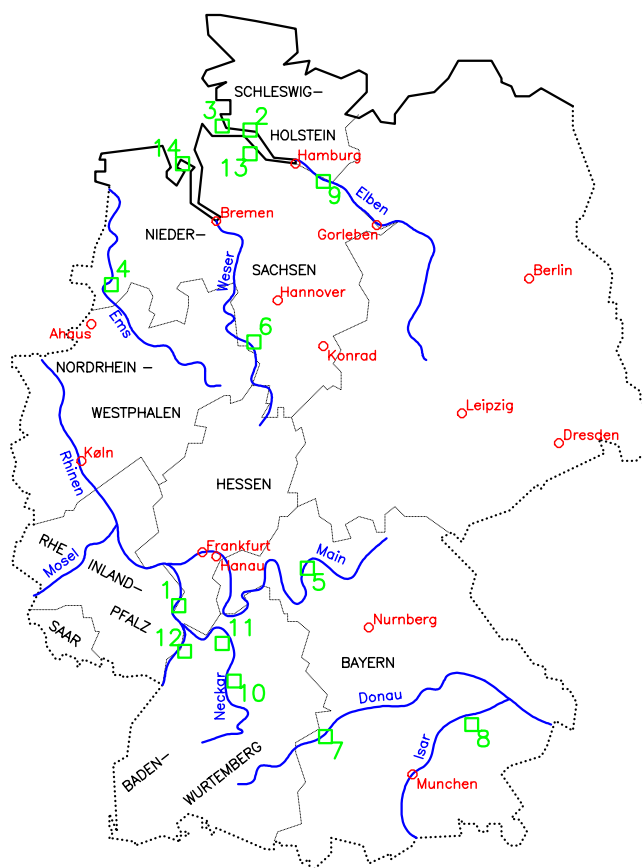 SCHLESWIG–
3
2
HOLSTEIN
14
13
Hamburg
9
Elben
Bremen
NIEDER–
Gorleben
4
Weser
SACHSEN
Berlin
Hannover
Ems
Ahaus
6
Konrad
NORDRHEIN –
WESTPHALEN
Leipzig
Dresden
Køln
Rhinen
HESSEN
RHE
INLAND–
PFALZ
Mosel
Frankfurt
Hanau
Main
5
1
SAAR
12
11
Nurnberg
BAYERN
Neckar
10
Donau
7
Isar
8
BADEN–
WURTEMBERG
Munchen